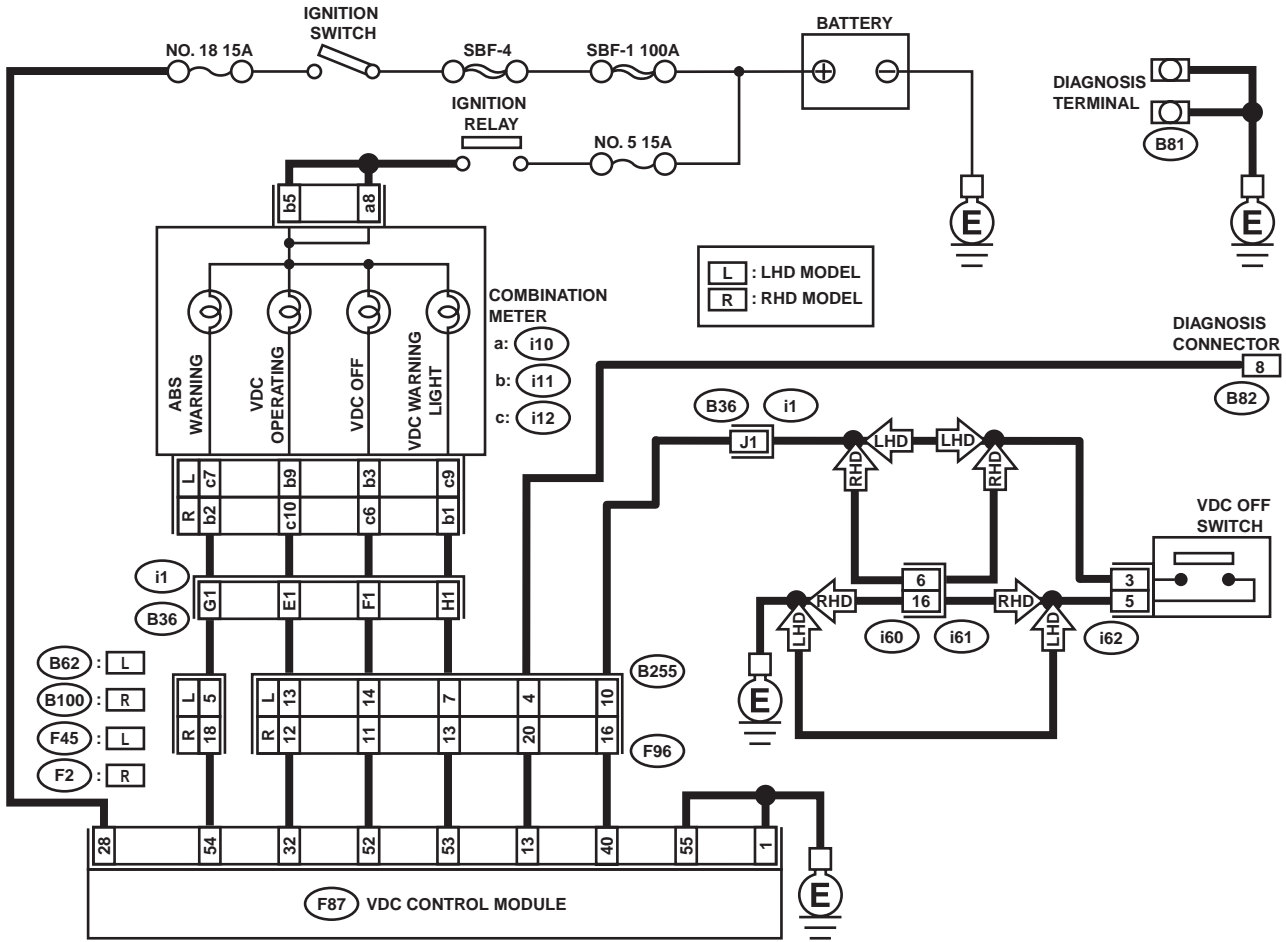 IGNITION
SWITCH
NO. 18 15A
SBF-4
SBF-1 100A
BATTERY
IGNITION
RELAY
NO. 5 15A
DIAGNOSIS
TERMINAL
B81
E
E
b5
a8
L : LHD MODEL
R : RHD MODEL
COMBINATION
METER
a: i10
b: i11
c: i12
ABS
WARNING
VDC
OPERATING
VDC OFF
VDC WARNING
LIGHT
DIAGNOSIS
CONNECTOR
8
B82
B36
i1
J1
LHD
LHD
RHD
RHD
L c7 b9 b3 c9
R b2 c10 c6 b1
VDC OFF
SWITCH
3
5
6
16
RHD
RHD
LHD
LHD
i60
i61
i62
E
i1
B36
G1 E1 F1 H1
B62 : L
B100 : R
F45 : L
F2 : R
B255
L 5
R 18
L 13 14 7 4 10
R 12 11 13 20 16
F96
28 54 32 52 53 13 40 55 1
F87 VDC CONTROL MODULE
E